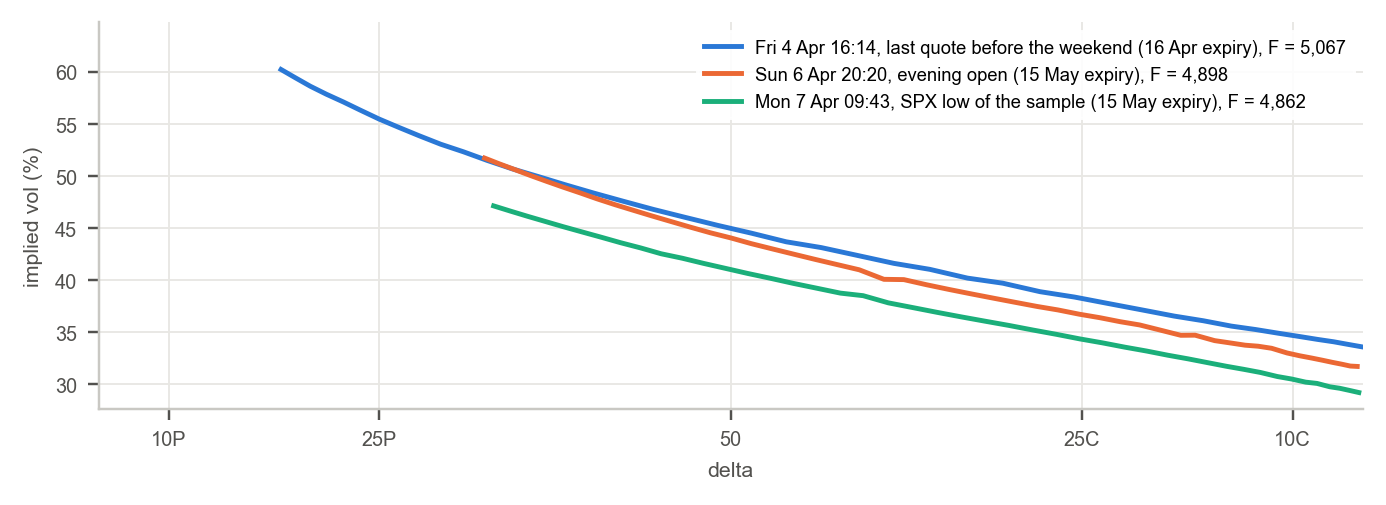 Fri 4 Apr 16:14, last quote before the weekend (16 Apr expiry), F = 5,067
Sun 6 Apr 20:20, evening open (15 May expiry), F = 4,898
Mon 7 Apr 09:43, SPX low of the sample (15 May expiry), F = 4,862
implied vol (%)
60
55
50
45
40
35
30
10P
25P
50
25C
10C
delta